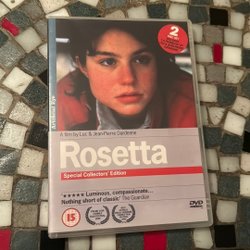 2
A film by Luc & Jean-Pierre Dardenne
Rosetta
Special Collectors' Edition
★★★★★ 'Luminous, compassionate...
Nothing short of classic' The Guardian
15
DVD